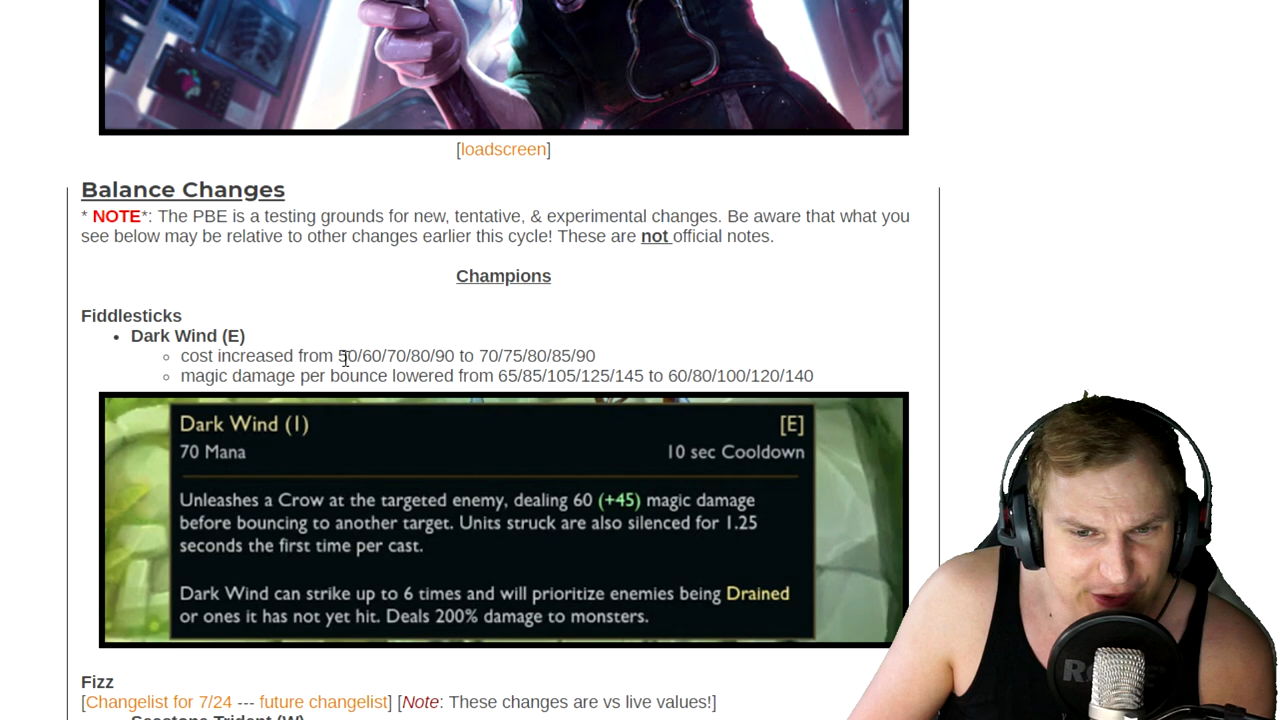 [loadscreen]
Balance Changes
* NOTE*: The PBE is a testing grounds for new, tentative, & experimental changes. Be aware that what you
see below may be relative to other changes earlier this cycle! These are not official notes.
Champions
Fiddlesticks
Dark Wind (E)
cost increased from 50/60/70/80/90 to 70/75/80/85/90
magic damage per bounce lowered from 65/85/105/125/145 to 60/80/100/120/140
Dark Wind (1) [E]
70 Mana 10 sec Cooldown
Unleashes a Crow at the targeted enemy, dealing 60 (+45) magic damage
before bouncing to another target. Units struck are also silenced for 1.25
seconds the first time per cast.
Dark Wind can strike up to 6 times and will prioritize enemies being Drained
or ones it has not yet hit. Deals 200% damage to monsters.
Fizz
[Changelist for 7/24 --- future changelist] [Note: These changes are vs live values!]
Seastone Trident (W)